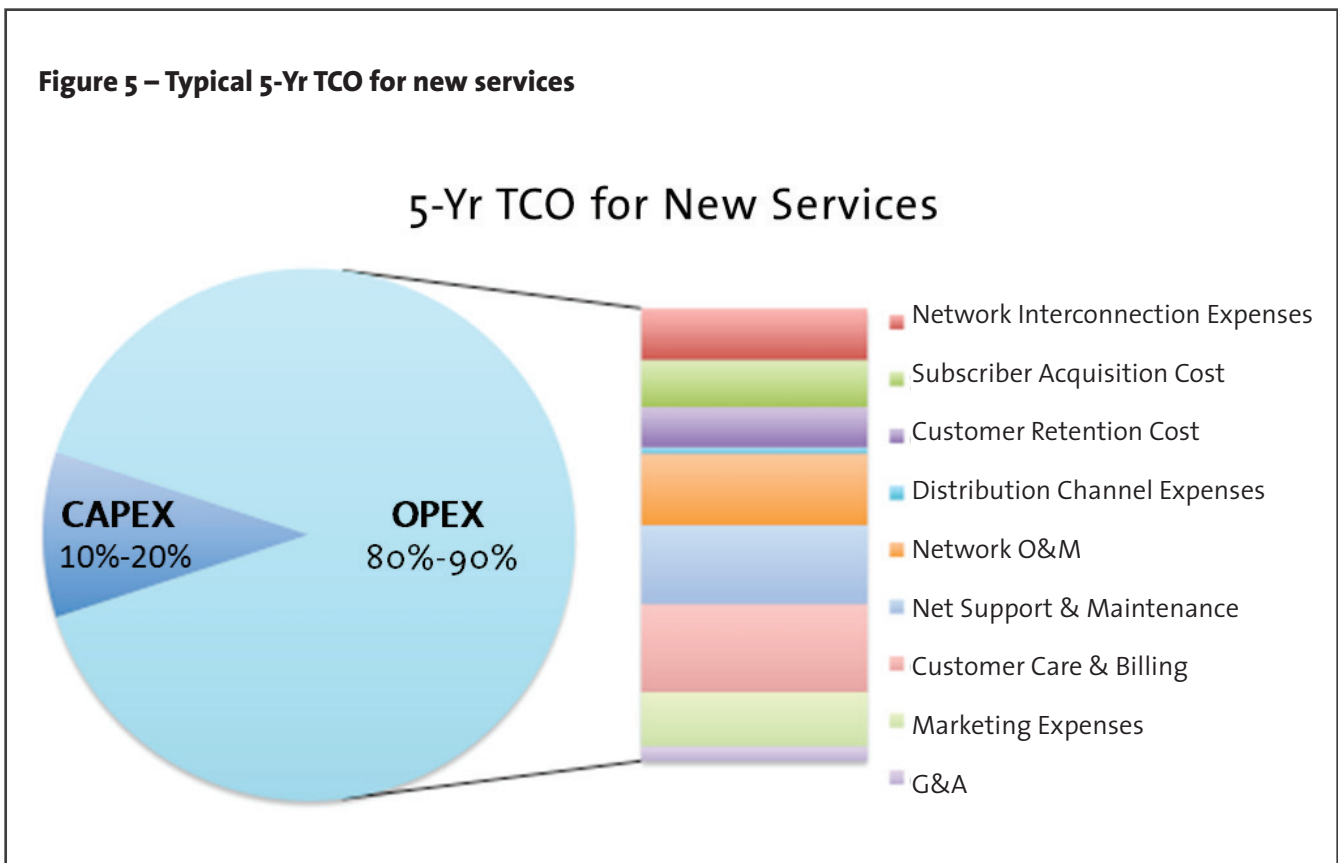 Figure 5 – Typical 5-Yr TCO for new services
5-Yr TCO for New Services
CAPEX
10%-20%
OPEX
80%-90%
Network Interconnection Expenses
Subscriber Acquisition Cost
Customer Retention Cost
Distribution Channel Expenses
Network O&M
Net Support & Maintenance
Customer Care & Billing
Marketing Expenses
G&A